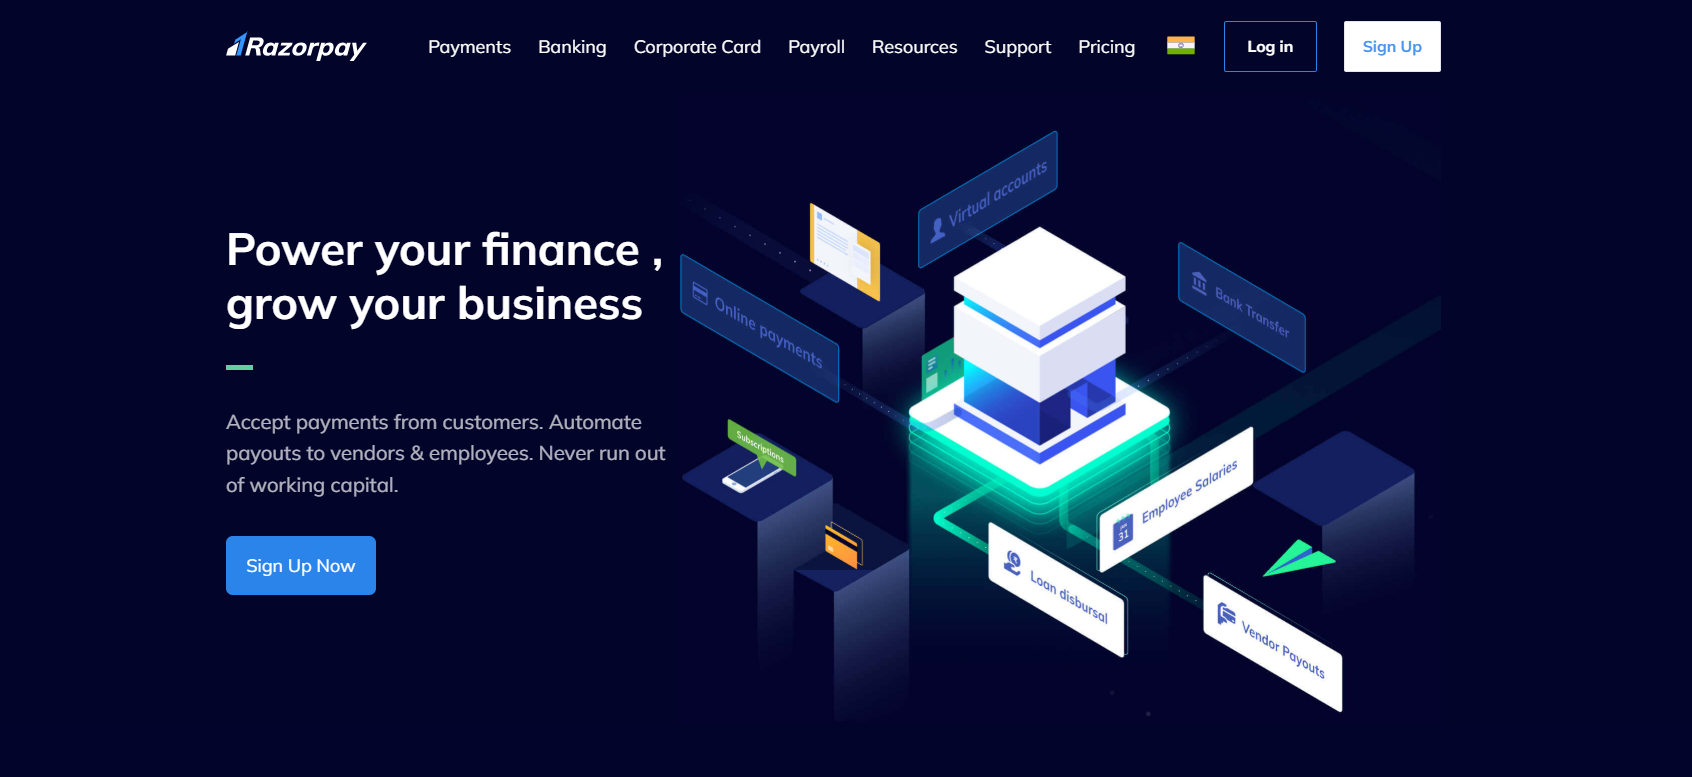 Razorpay
Payments
Banking
Corporate Card
Payroll
Resources
Support
Pricing
Log in
Sign Up
Power your finance ,
grow your business
Accept payments from customers. Automate
payouts to vendors & employees. Never run out
of working capital.
Sign Up Now
Virtual accounts
Online payments
Bank Transfer
Subscriptions
JAN
31
Employee Salaries
Loan disbursal
Vendor Payouts